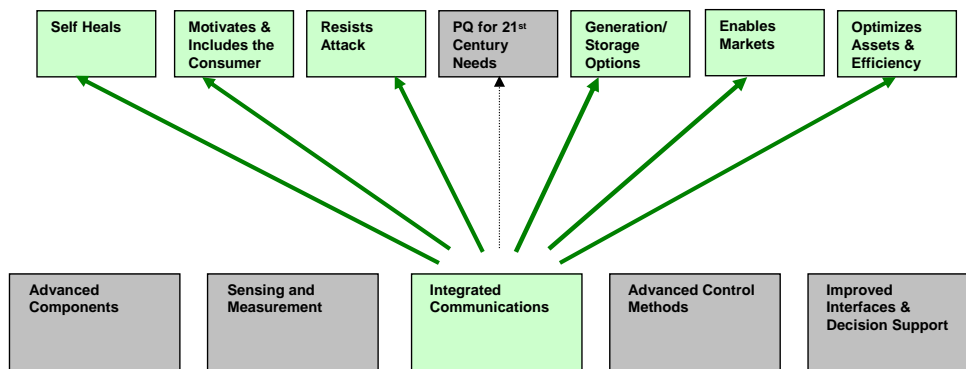 Self Heals
Motivates &
Includes the
Consumer
Resists
Attack
PQ for 21st
Century
Needs
Generation/
Storage
Options
Enables
Markets
Optimizes
Assets &
Efficiency
Advanced
Components
Sensing and
Measurement
Integrated
Communications
Advanced Control
Methods
Improved
Interfaces &
Decision Support